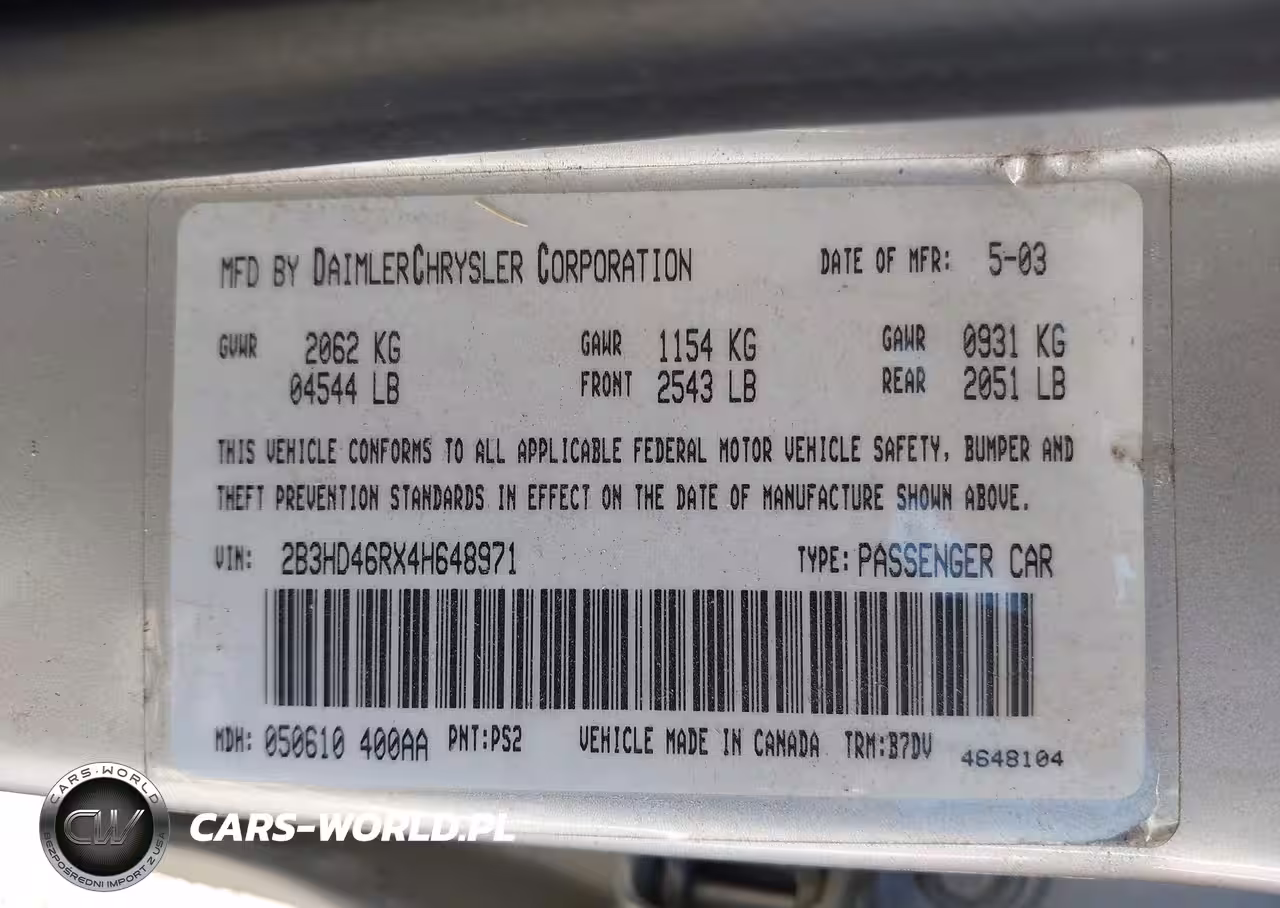 MFD BY DAIMLERCHRYSLER CORPORATION DATE OF MFR: 5-03
GVWR 2062 KG GAWR 1154 KG GAWR 0931 KG
04544 LB FRONT 2543 LB REAR 2051 LB
THIS VEHICLE CONFORMS TO ALL APPLICABLE FEDERAL MOTOR VEHICLE SAFETY, BUMPER AND
THEFT PREVENTION STANDARDS IN EFFECT ON THE DATE OF MANUFACTURE SHOWN ABOVE.
VIN: 2B3HD46RX4H648971 TYPE: PASSENGER CAR
MDH: 050610 400AA PNT:PS2 VEHICLE MADE IN CANADA TRM:B7DV 4648104
CARS-WORLD
CW
BEZPOŚREDNI IMPORT Z USA
CARS-WORLD.PL